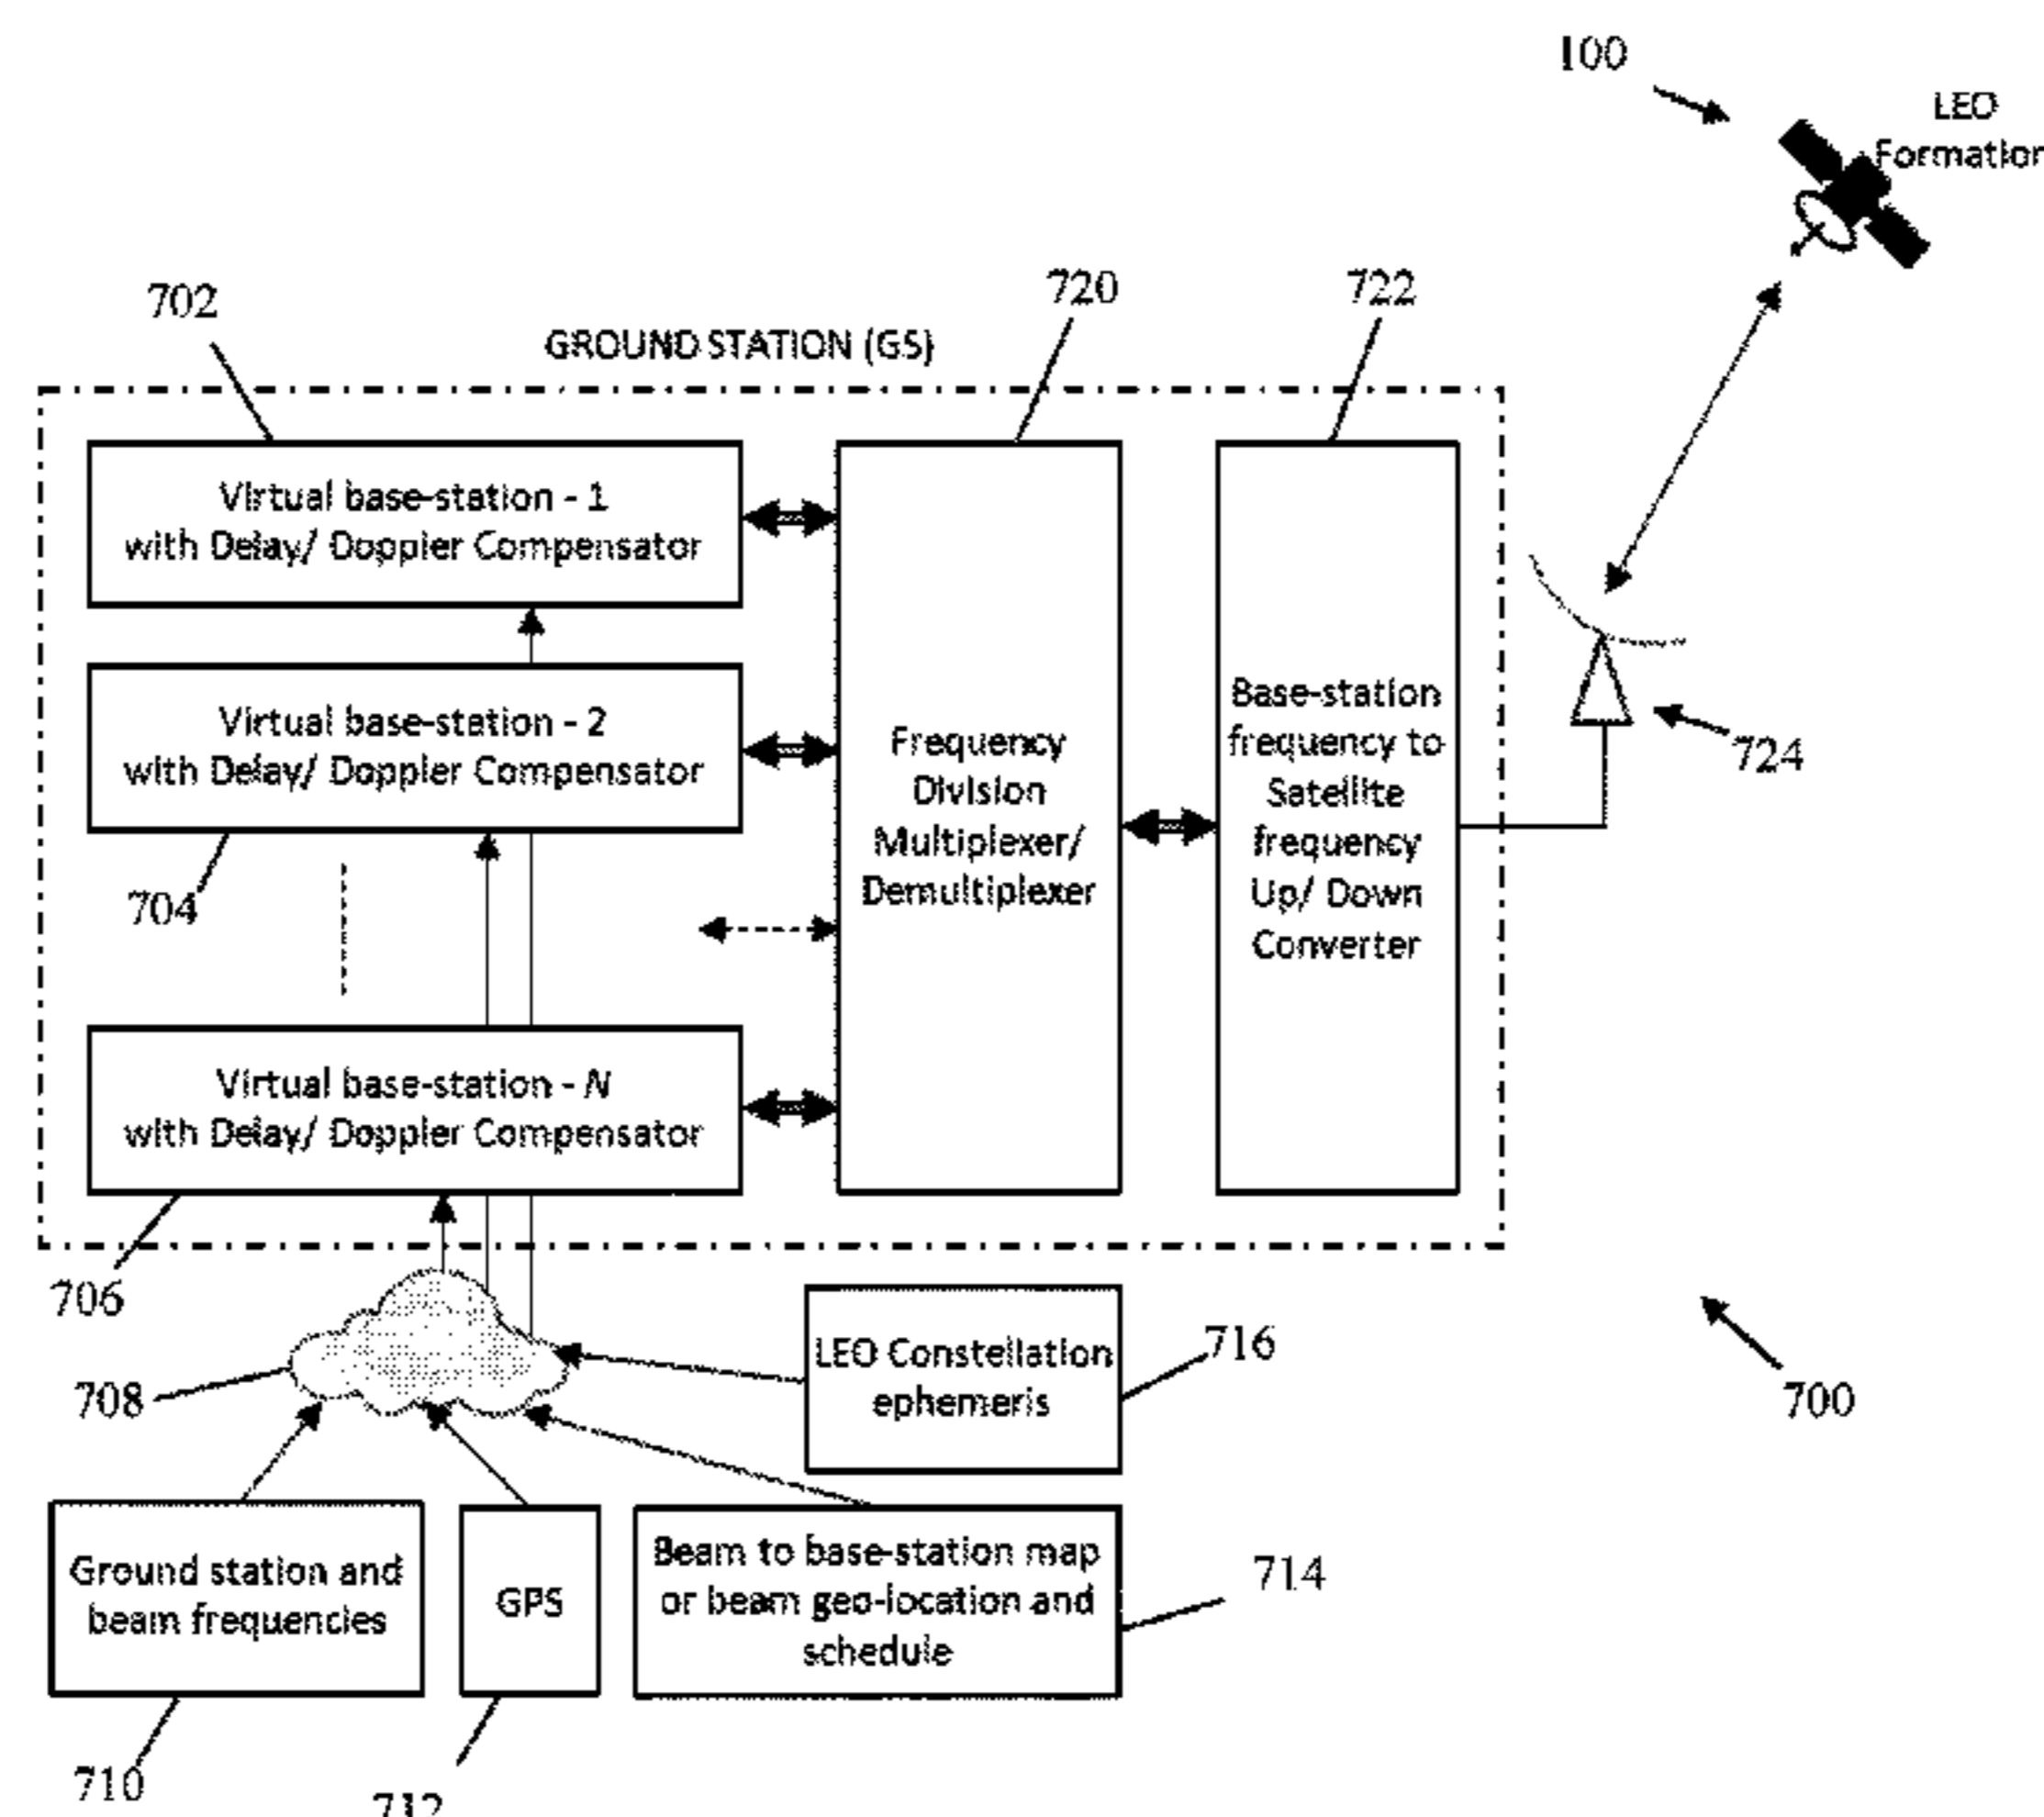 100
LEO
Formation
702
720
722
GROUND STATION (GS)
Virtual base-station - 1
with Delay/ Doppler Compensator
Virtual base-station - 2
with Delay/ Doppler Compensator
704
Frequency
Division
Multiplexer/
Demultiplexer
Base-station
frequency to
Satellite
frequency
Up/ Down
Converter
724
Virtual base-station - N
with Delay/ Doppler Compensator
706
708
LEO Constellation
ephemeris
716
700
Ground station and
beam frequencies
GPS
Beam to base-station map
or beam geo-location and
schedule
714
710
712